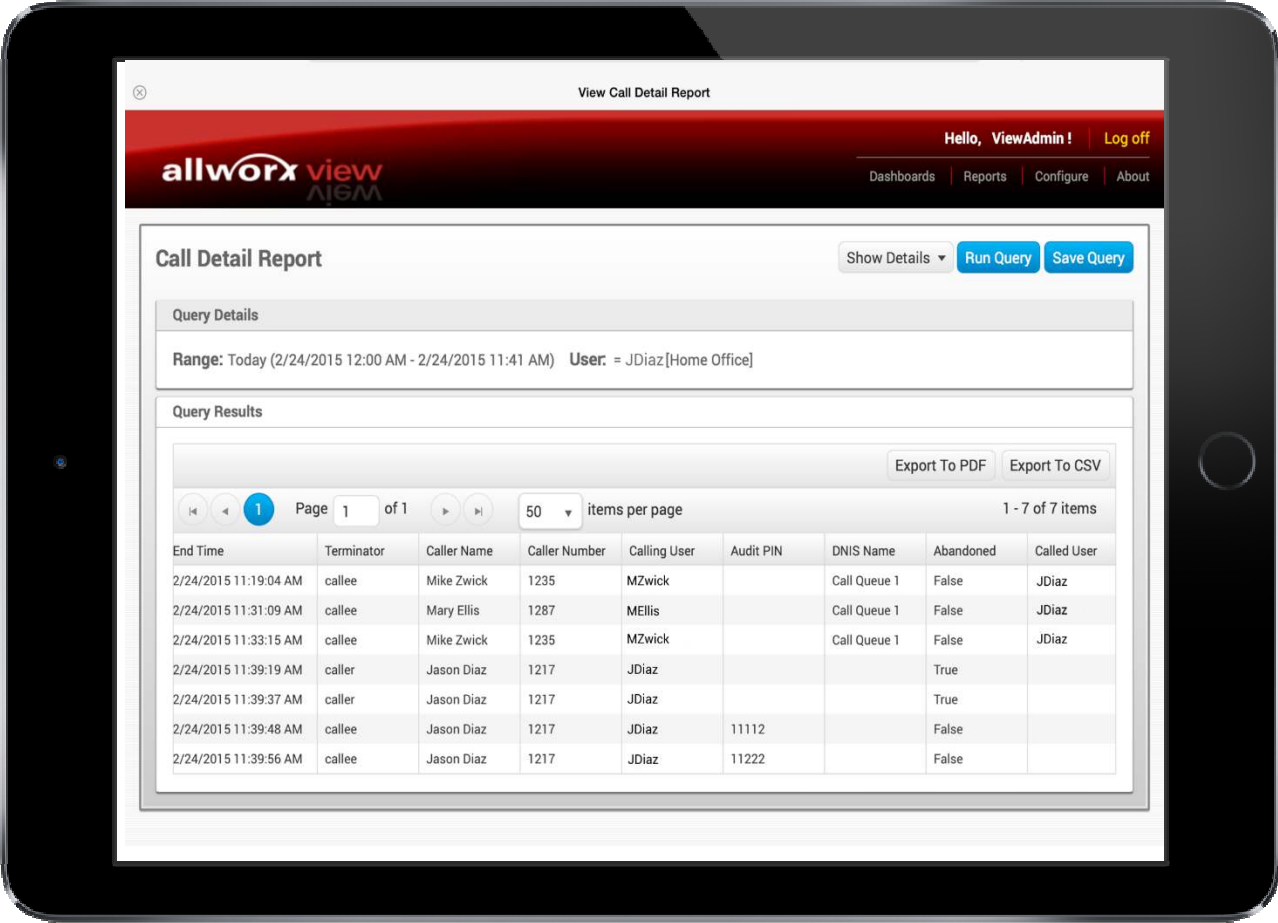 View Call Detail Report
Hello, ViewAdmin ! Log off
allworx view
Dashboards Reports Configure About
Call Detail Report Show Details Run Query Save Query
Query Details
Range: Today (2/24/2015 12:00 AM - 2/24/2015 11:41 AM) User: = JDiaz[Home Office]
Query Results
Export To PDF Export To CSV
1 Page 1 of 1 50 items per page 1 - 7 of 7 items
End Time Terminator Caller Name Caller Number Calling User Audit PIN DNIS Name Abandoned Called User
2/24/2015 11:19:04 AM callee Mike Zwick 1235 MZwick Call Queue 1 False JDiaz
2/24/2015 11:31:09 AM callee Mary Ellis 1287 MEllis Call Queue 1 False JDiaz
2/24/2015 11:33:15 AM callee Mike Zwick 1235 MZwick Call Queue 1 False JDiaz
2/24/2015 11:39:19 AM caller Jason Diaz 1217 JDiaz True
2/24/2015 11:39:37 AM caller Jason Diaz 1217 JDiaz True
2/24/2015 11:39:48 AM callee Jason Diaz 1217 JDiaz 11112 False
2/24/2015 11:39:56 AM callee Jason Diaz 1217 JDiaz 11222 False